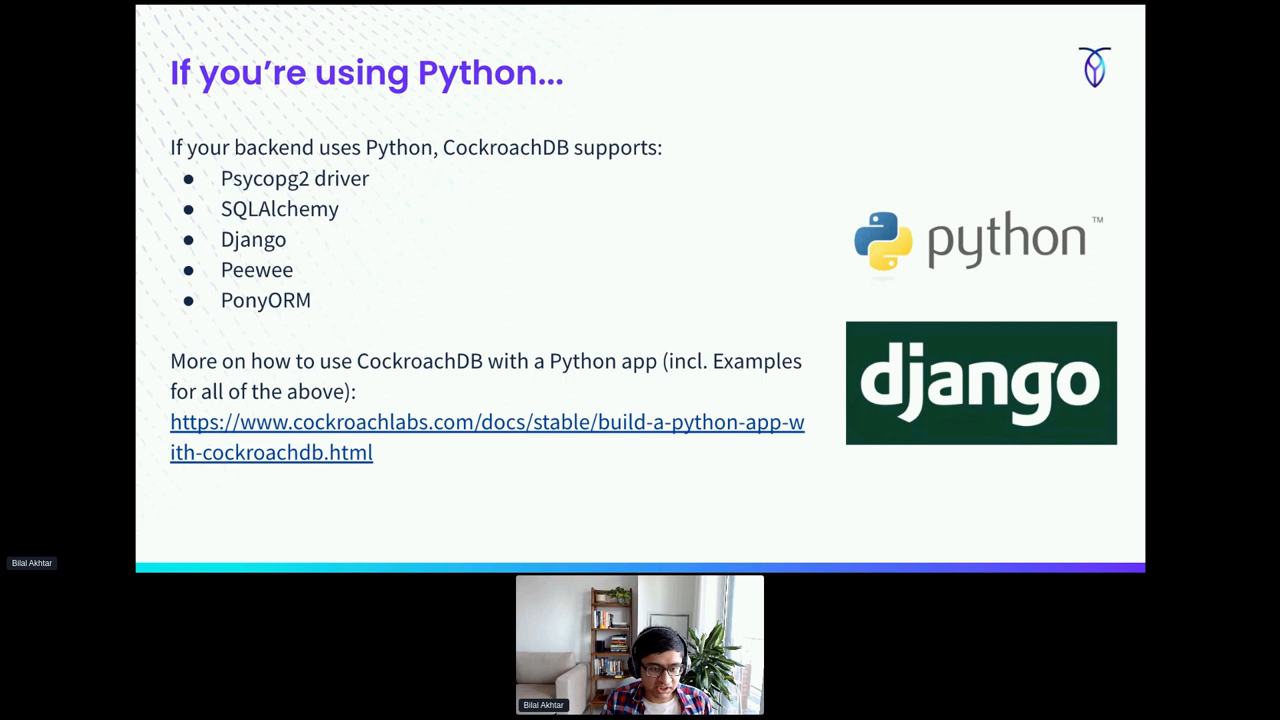 If you’re using Python...
If your backend uses Python, CockroachDB supports:
● Psycopg2 driver
● SQLAlchemy
● Django
● Peewee
● PonyORM
More on how to use CockroachDB with a Python app (incl. Examples
for all of the above):
https://www.cockroachlabs.com/docs/stable/build-a-python-app-w
ith-cockroachdb.html
python™
django
Bilal Akhtar
Bilal Akhtar